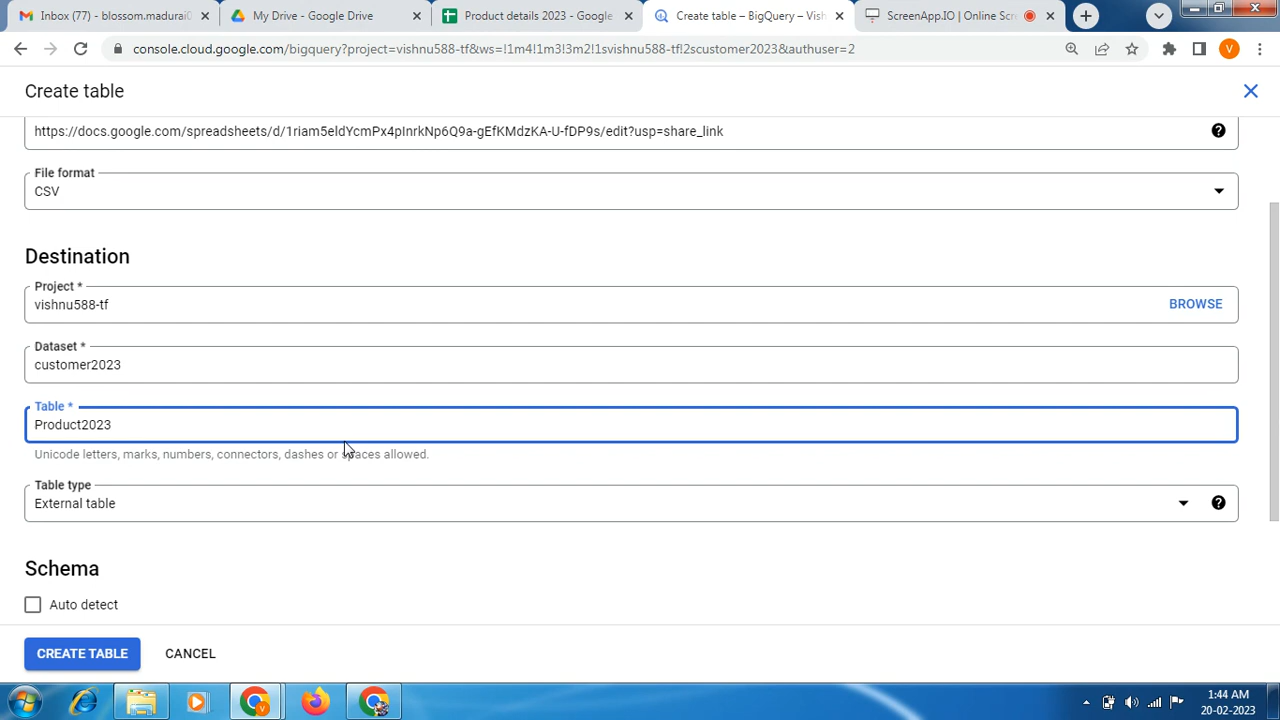 Inbox (77) - blossom.madurai
My Drive - Google Drive
Product details 2023 - Google
Create table – BigQuery – Vish
ScreenApp.IO | Online Scr
console.cloud.google.com/bigquery?project=vishnu588-tf&ws=!1m4!1m3!3m2!1svishnu588-tf!2scustomer2023&authuser=2
V
Create table
https://docs.google.com/spreadsheets/d/1riam5eldYcmPx4pInrkNp6Q9a-gEfKMdzKA-U-fDP9s/edit?usp=share_link
File format
CSV
Destination
Project *
vishnu588-tf
BROWSE
Dataset *
customer2023
Table *
Product2023
Unicode letters, marks, numbers, connectors, dashes or spaces allowed.
Table type
External table
Schema
Auto detect
CREATE TABLE
CANCEL
1:44 AM
20-02-2023